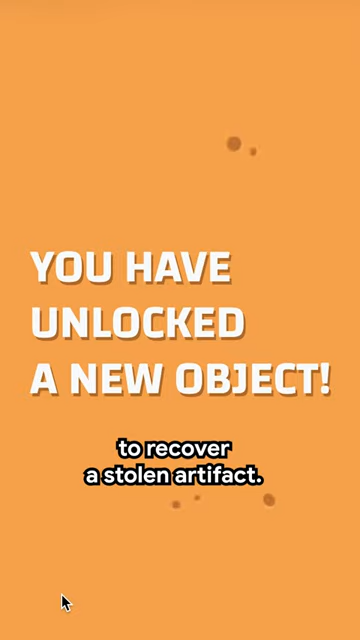 YOU HAVE
UNLOCKED
A NEW OBJECT!
to recover
a stolen artifact.